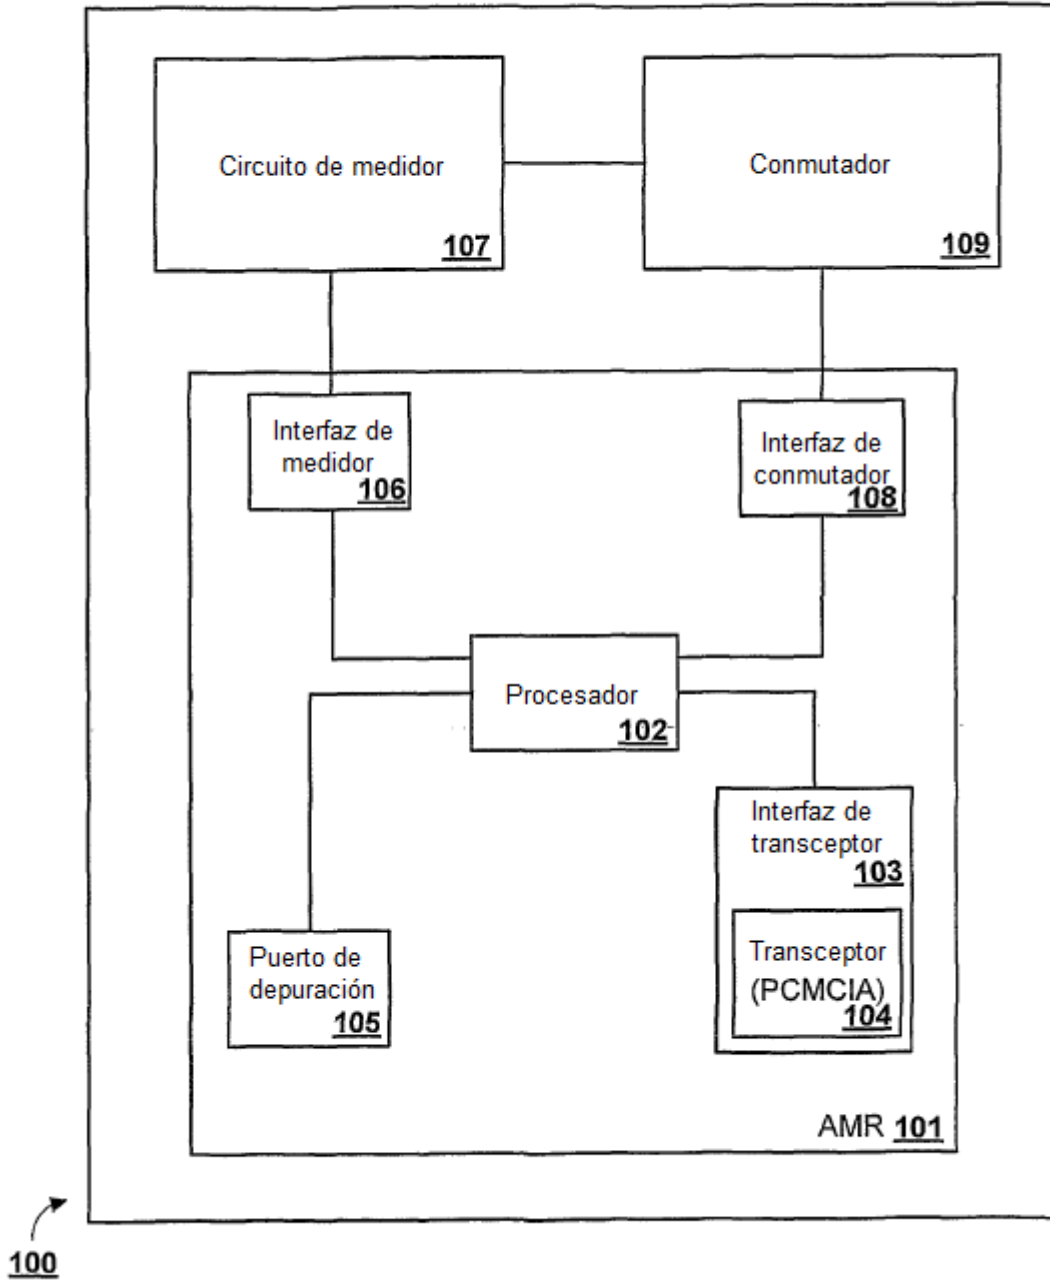 Circuito de medidor
107
Conmutador
109
Interfaz de
medidor
106
Interfaz de
conmutador
108
Procesador
102
Interfaz de
transceptor
103
Transceptor
(PCMCIA)
104
Puerto de
depuración
105
AMR 101
100